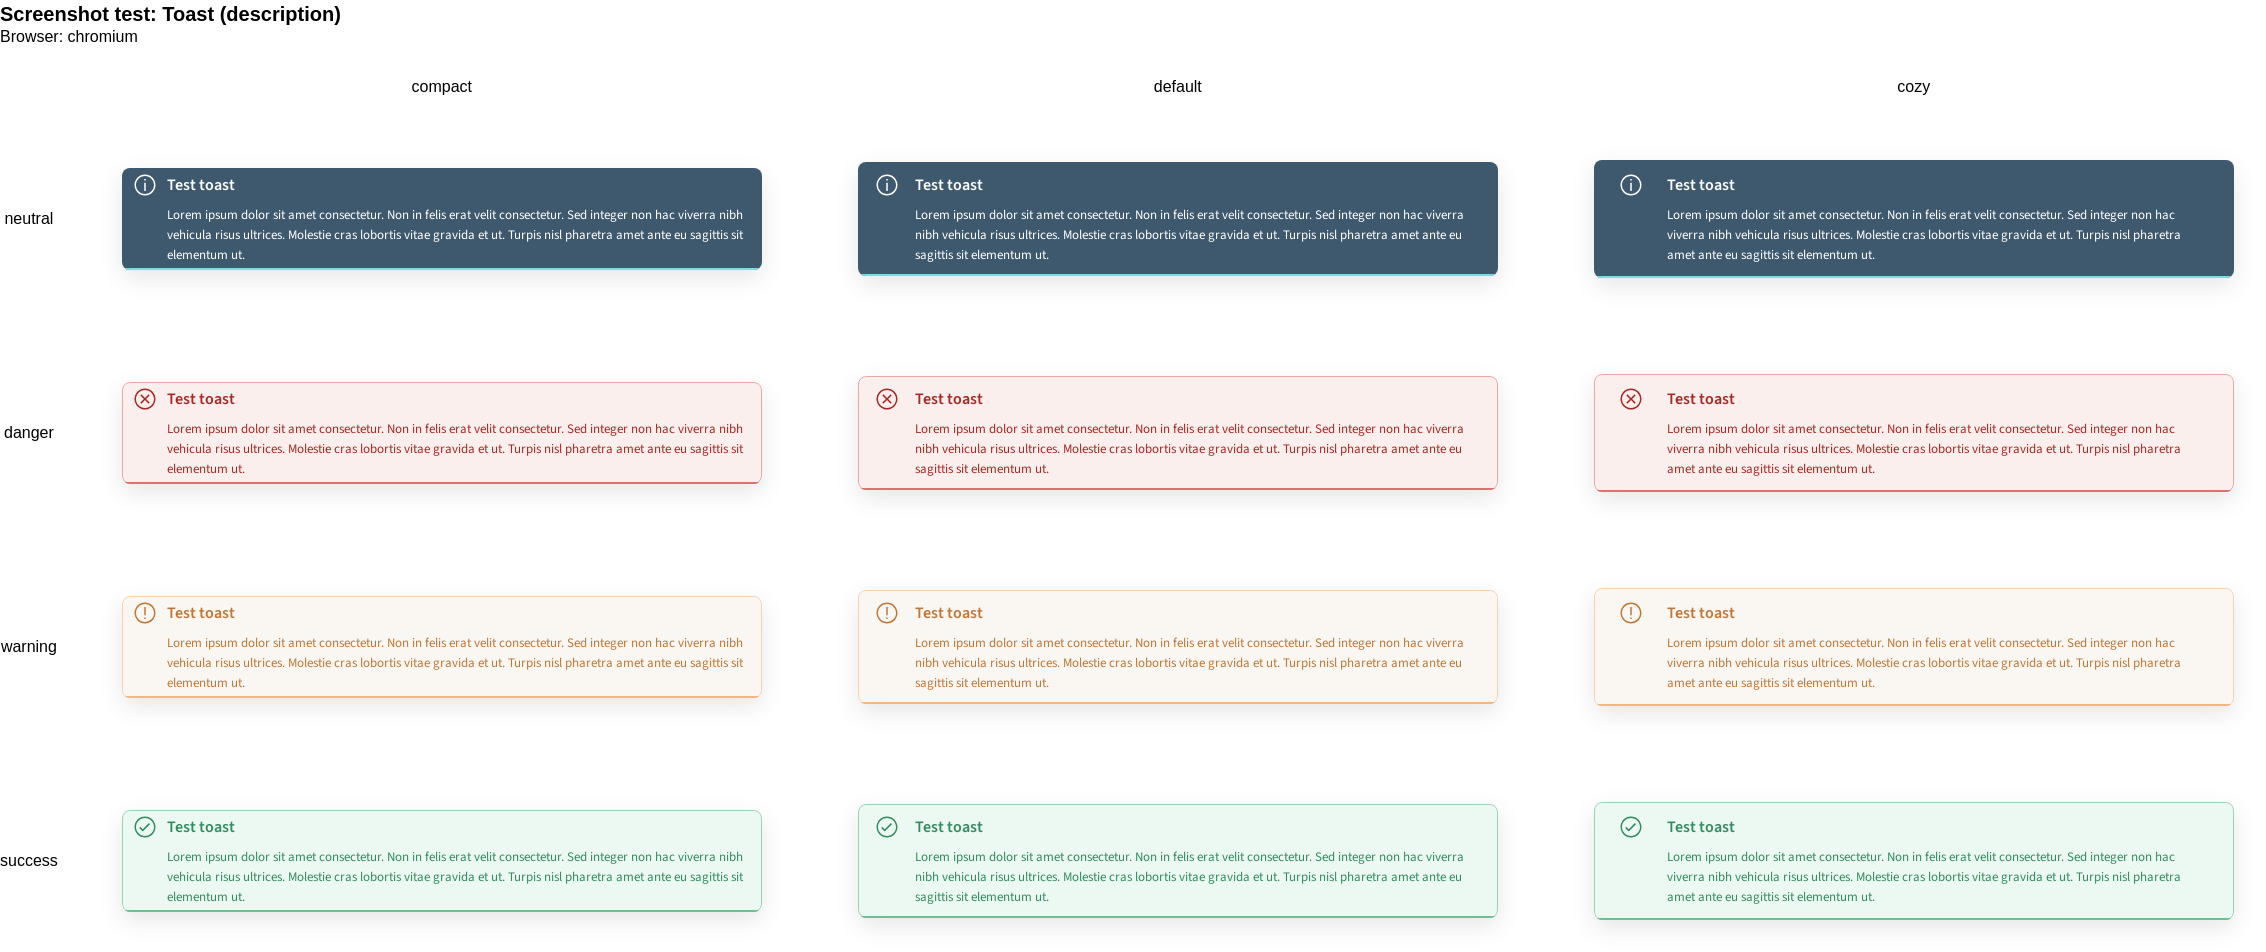 Screenshot test: Toast (description)
Browser: chromium
compact
default
cozy
neutral
Test toast
Lorem ipsum dolor sit amet consectetur. Non in felis erat velit consectetur. Sed integer non hac viverra nibh
vehicula risus ultrices. Molestie cras lobortis vitae gravida et ut. Turpis nisl pharetra amet ante eu sagittis sit
elementum ut.
Test toast
Lorem ipsum dolor sit amet consectetur. Non in felis erat velit consectetur. Sed integer non hac viverra
nibh vehicula risus ultrices. Molestie cras lobortis vitae gravida et ut. Turpis nisl pharetra amet ante eu
sagittis sit elementum ut.
Test toast
Lorem ipsum dolor sit amet consectetur. Non in felis erat velit consectetur. Sed integer non hac
viverra nibh vehicula risus ultrices. Molestie cras lobortis vitae gravida et ut. Turpis nisl pharetra
amet ante eu sagittis sit elementum ut.
danger
Test toast
Lorem ipsum dolor sit amet consectetur. Non in felis erat velit consectetur. Sed integer non hac viverra nibh
vehicula risus ultrices. Molestie cras lobortis vitae gravida et ut. Turpis nisl pharetra amet ante eu sagittis sit
elementum ut.
Test toast
Lorem ipsum dolor sit amet consectetur. Non in felis erat velit consectetur. Sed integer non hac viverra
nibh vehicula risus ultrices. Molestie cras lobortis vitae gravida et ut. Turpis nisl pharetra amet ante eu
sagittis sit elementum ut.
Test toast
Lorem ipsum dolor sit amet consectetur. Non in felis erat velit consectetur. Sed integer non hac
viverra nibh vehicula risus ultrices. Molestie cras lobortis vitae gravida et ut. Turpis nisl pharetra
amet ante eu sagittis sit elementum ut.
warning
Test toast
Lorem ipsum dolor sit amet consectetur. Non in felis erat velit consectetur. Sed integer non hac viverra nibh
vehicula risus ultrices. Molestie cras lobortis vitae gravida et ut. Turpis nisl pharetra amet ante eu sagittis sit
elementum ut.
Test toast
Lorem ipsum dolor sit amet consectetur. Non in felis erat velit consectetur. Sed integer non hac viverra
nibh vehicula risus ultrices. Molestie cras lobortis vitae gravida et ut. Turpis nisl pharetra amet ante eu
sagittis sit elementum ut.
Test toast
Lorem ipsum dolor sit amet consectetur. Non in felis erat velit consectetur. Sed integer non hac
viverra nibh vehicula risus ultrices. Molestie cras lobortis vitae gravida et ut. Turpis nisl pharetra
amet ante eu sagittis sit elementum ut.
success
Test toast
Lorem ipsum dolor sit amet consectetur. Non in felis erat velit consectetur. Sed integer non hac viverra nibh
vehicula risus ultrices. Molestie cras lobortis vitae gravida et ut. Turpis nisl pharetra amet ante eu sagittis sit
elementum ut.
Test toast
Lorem ipsum dolor sit amet consectetur. Non in felis erat velit consectetur. Sed integer non hac viverra
nibh vehicula risus ultrices. Molestie cras lobortis vitae gravida et ut. Turpis nisl pharetra amet ante eu
sagittis sit elementum ut.
Test toast
Lorem ipsum dolor sit amet consectetur. Non in felis erat velit consectetur. Sed integer non hac
viverra nibh vehicula risus ultrices. Molestie cras lobortis vitae gravida et ut. Turpis nisl pharetra
amet ante eu sagittis sit elementum ut.